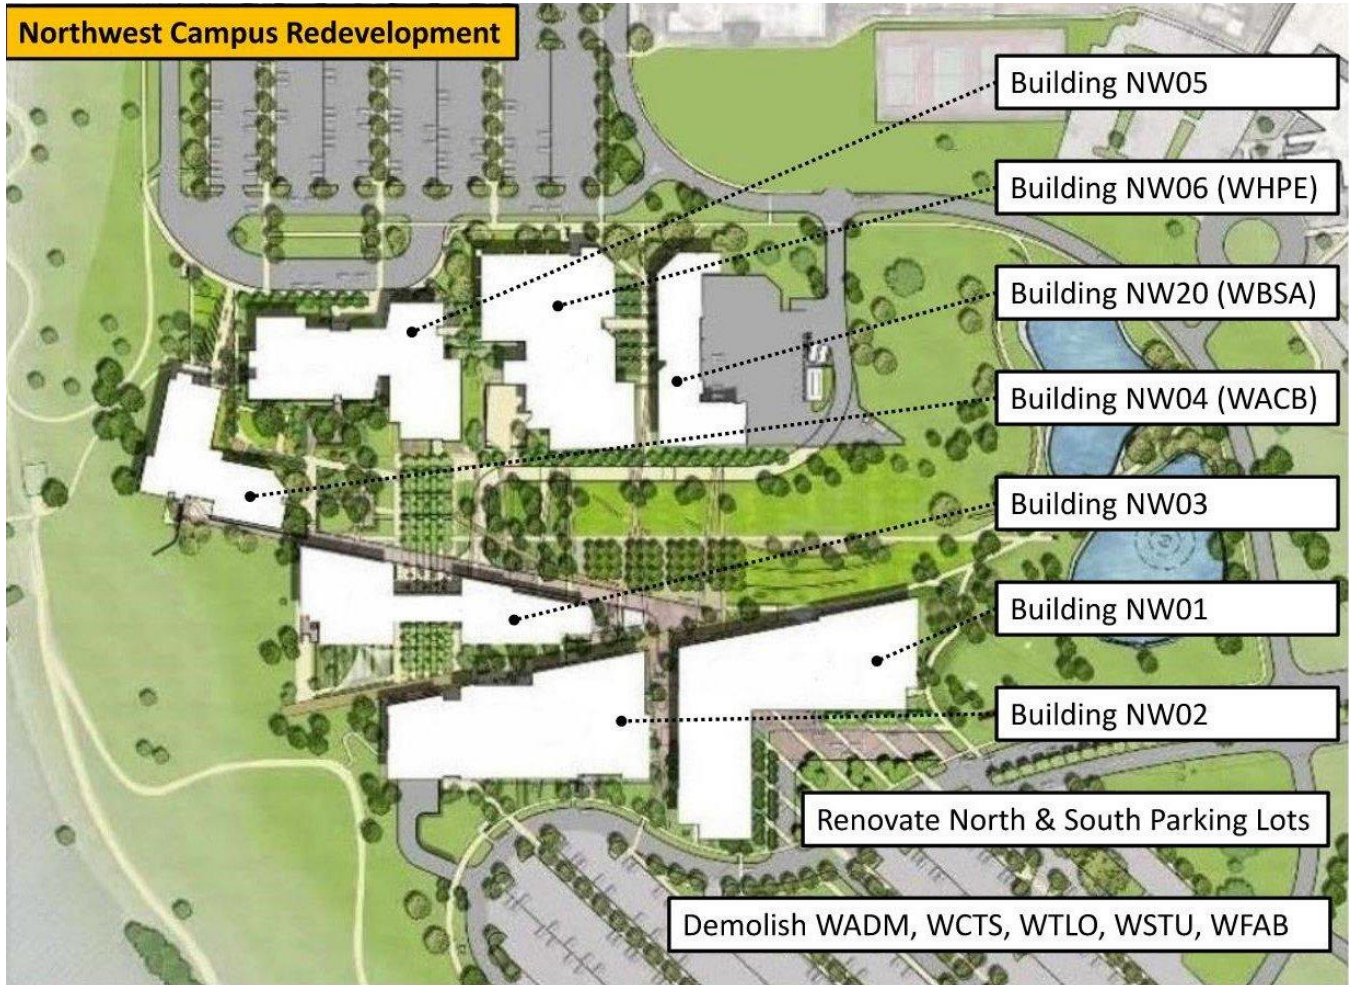 Northwest Campus Redevelopment
Building NW05
Building NW06 (WHPE)
Building NW20 (WBSA)
Building NW04 (WACB)
Building NW03
Building NW01
Building NW02
Renovate North & South Parking Lots
Demolish WADM, WCTS, WTLO, WSTU, WFAB